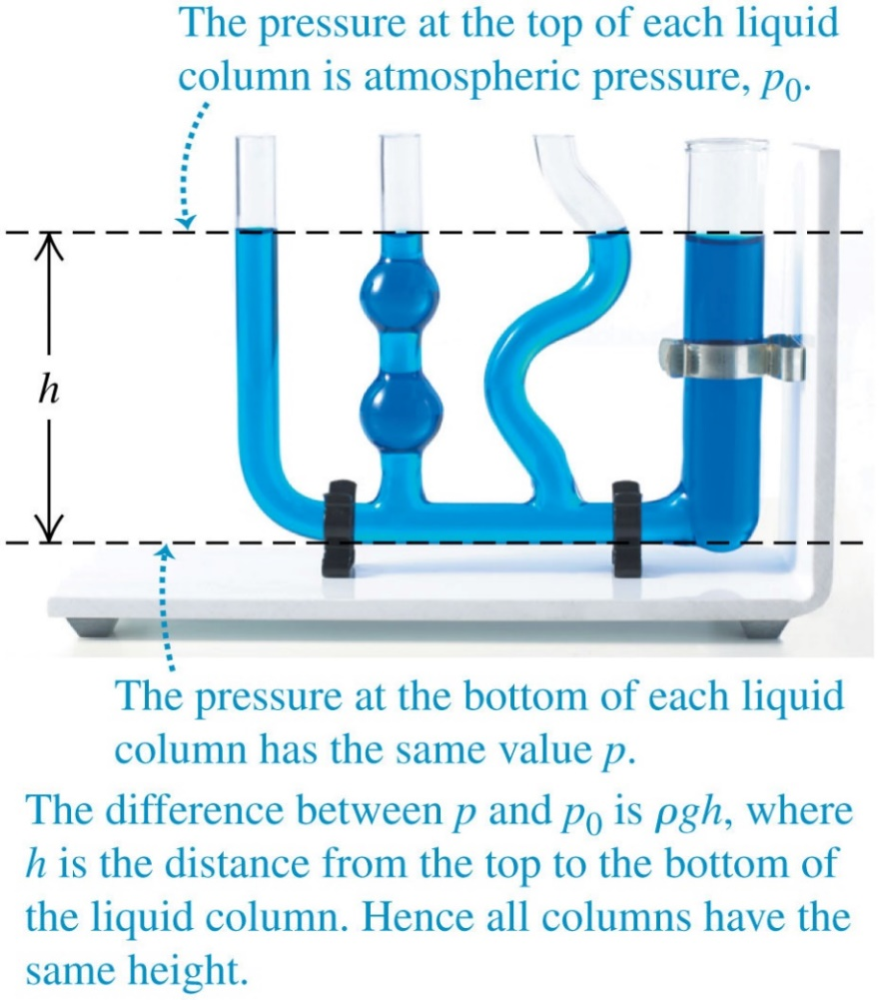 The pressure at the top of each liquid
column is atmospheric pressure, p₀.
h
The pressure at the bottom of each liquid
column has the same value p.
The difference between p and p₀ is ρgh, where
h is the distance from the top to the bottom of
the liquid column. Hence all columns have the
same height.